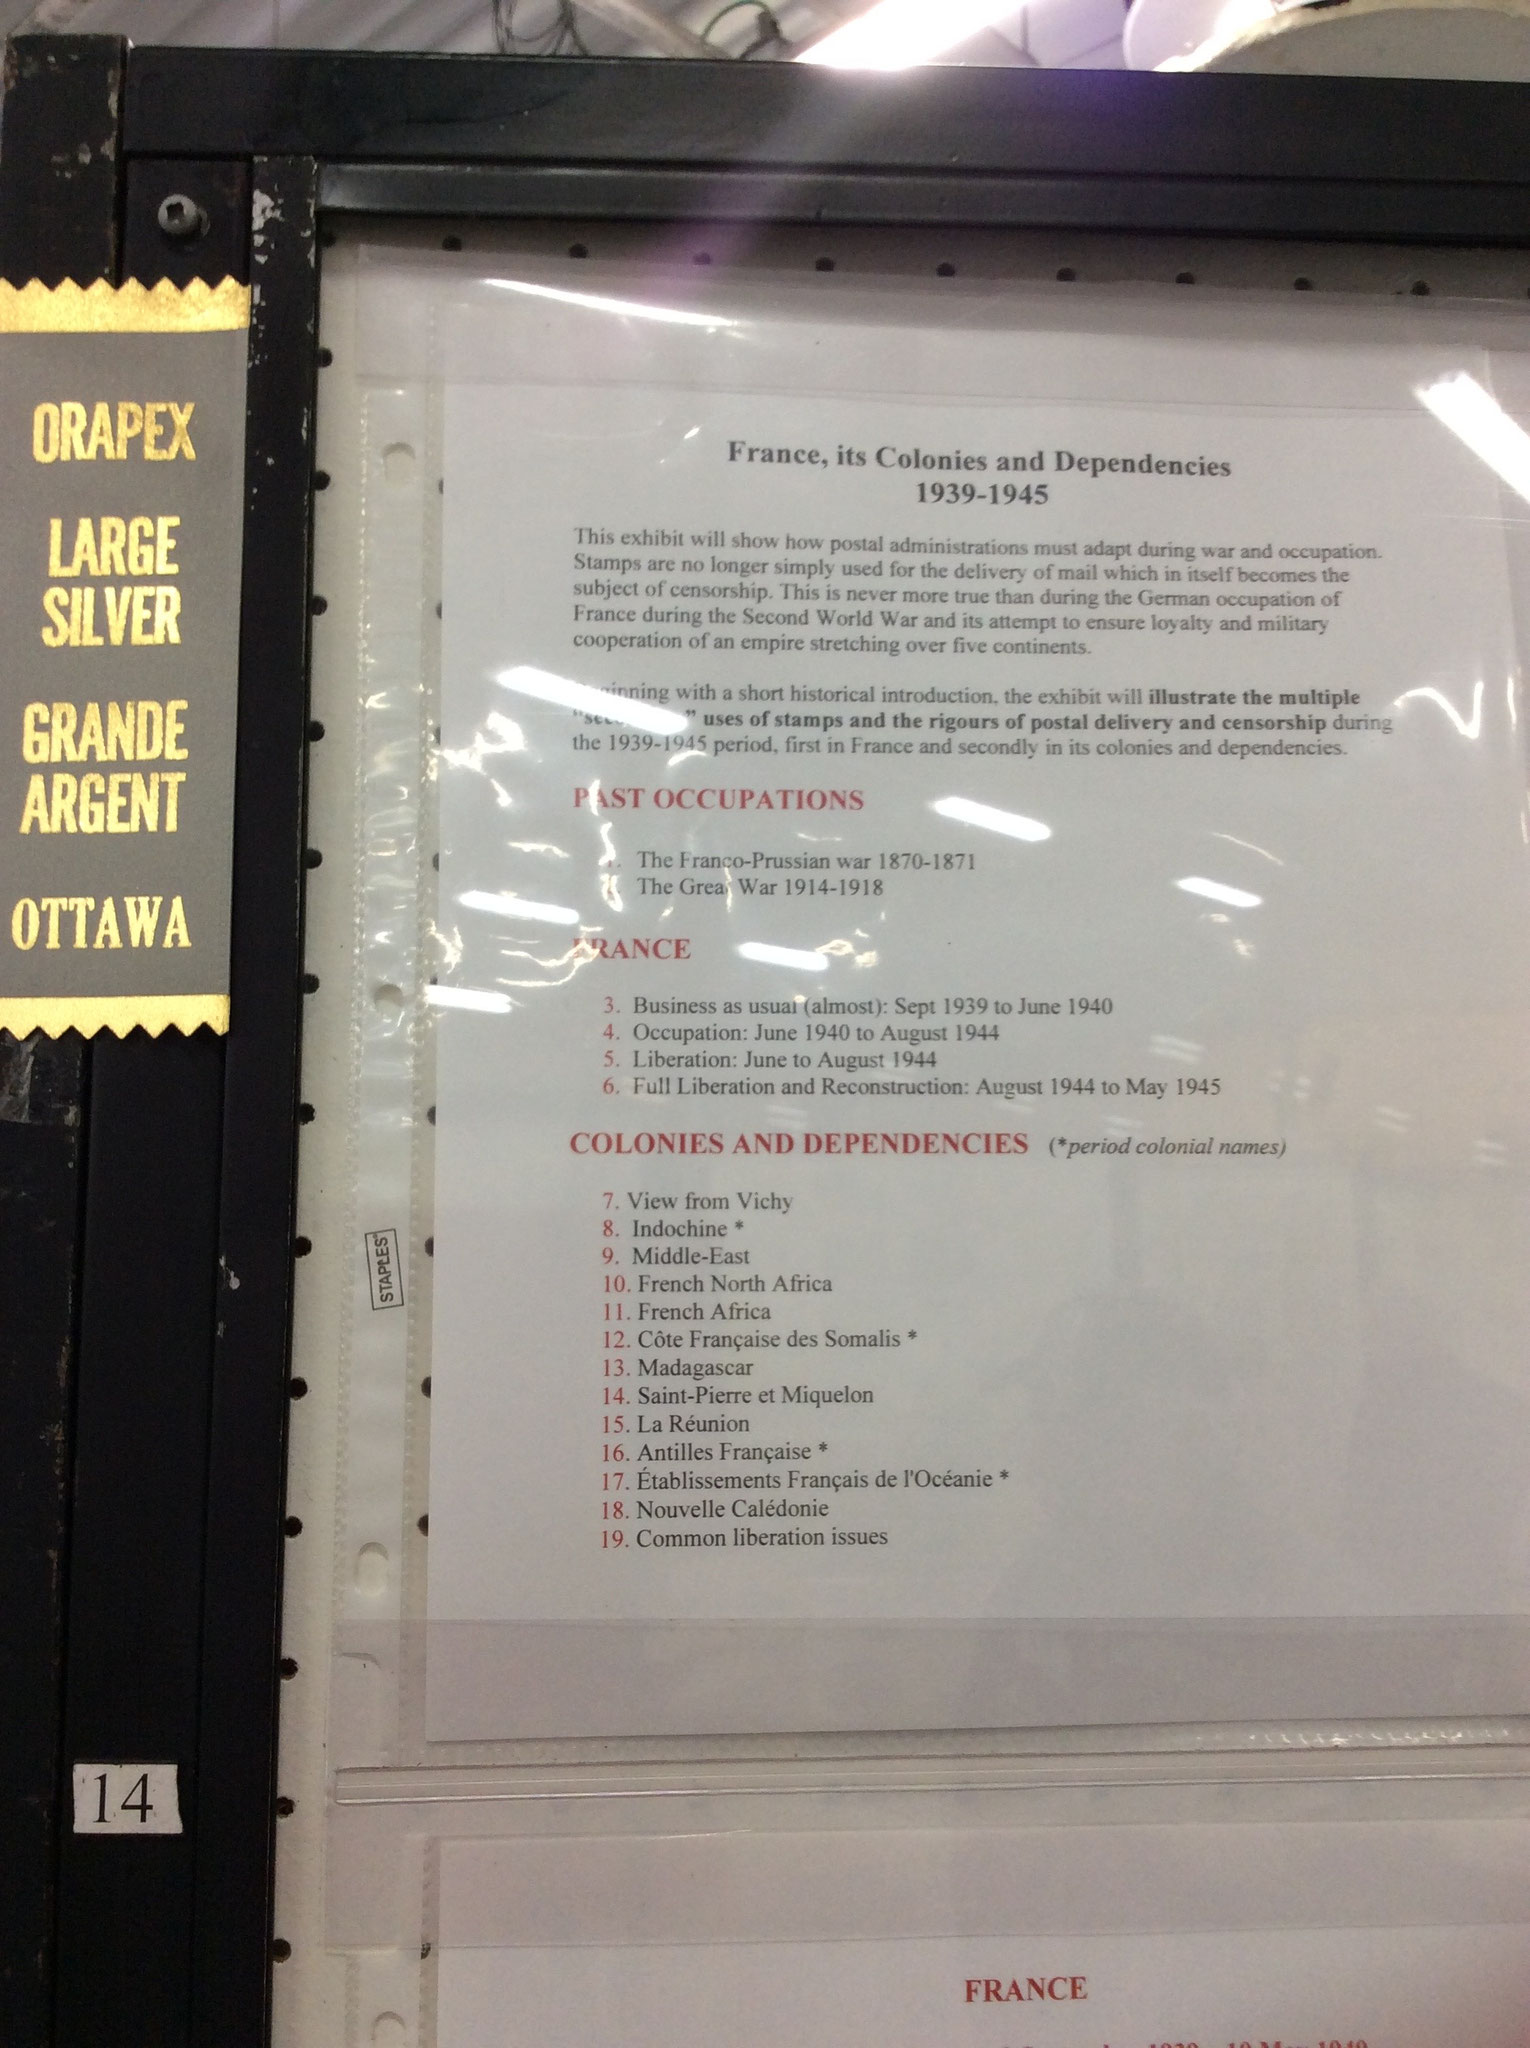 ORAPEX
LARGE
SILVER
GRANDE
ARGENT
OTTAWA
14
STAPLES
France, its Colonies and Dependencies
1939-1945
This exhibit will show how postal administrations must adapt during war and occupation.
Stamps are no longer simply used for the delivery of mail which in itself becomes the
subject of censorship. This is never more true than during the German occupation of
France during the Second World War and its attempt to ensure loyalty and military
cooperation of an empire stretching over five continents.
Beginning with a short historical introduction, the exhibit will illustrate the multiple
uses of stamps and the rigours of postal delivery and censorship during
the 1939-1945 period, first in France and secondly in its colonies and dependencies.
PAST OCCUPATIONS
1. The Franco-Prussian war 1870-1871
2. The Great War 1914-1918
FRANCE
3. Business as usual (almost): Sept 1939 to June 1940
4. Occupation: June 1940 to August 1944
5. Liberation: June to August 1944
6. Full Liberation and Reconstruction: August 1944 to May 1945
COLONIES AND DEPENDENCIES (*period colonial names)
7. View from Vichy
8. Indochine *
9. Middle-East
10. French North Africa
11. French Africa
12. Côte Française des Somalis *
13. Madagascar
14. Saint-Pierre et Miquelon
15. La Réunion
16. Antilles Française *
17. Établissements Français de l'Océanie *
18. Nouvelle Calédonie
19. Common liberation issues
FRANCE